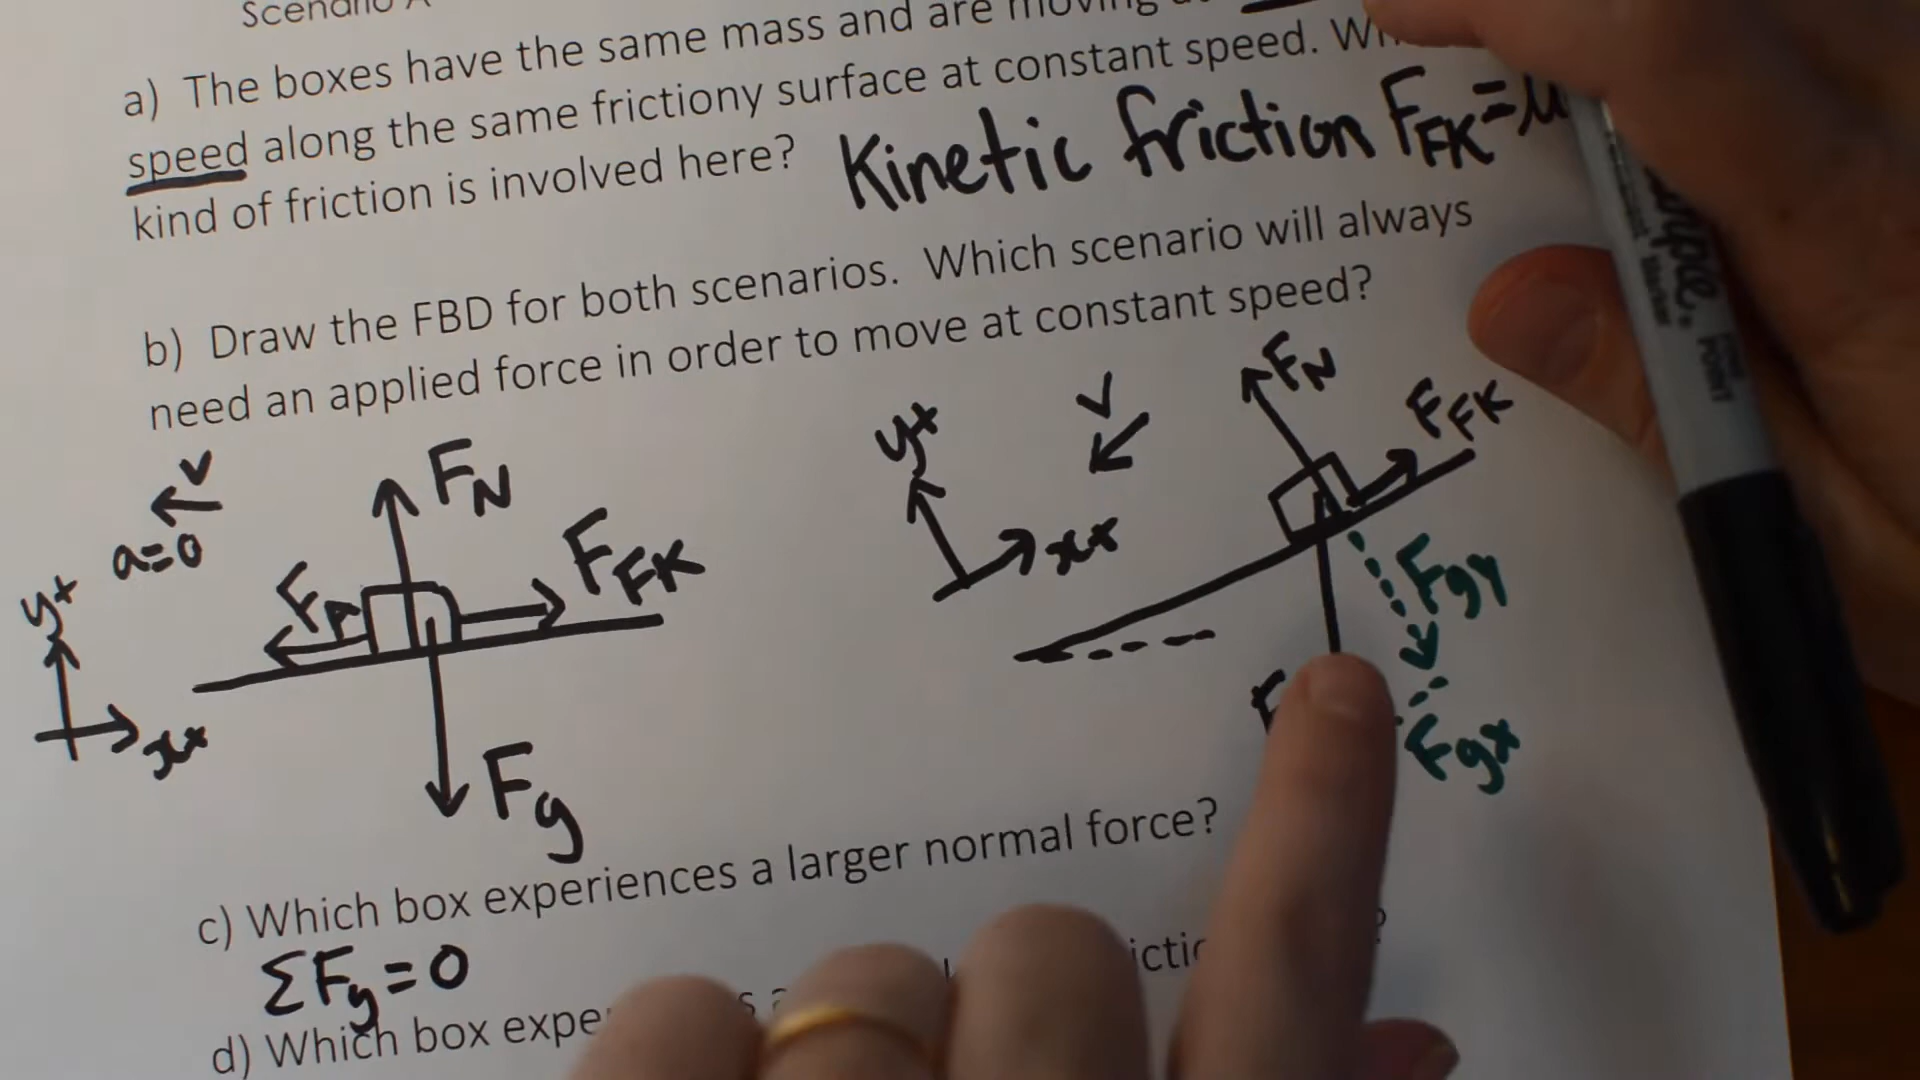 Scenario A
a) The boxes have the same mass and are moving
speed along the same frictiony surface at constant speed.
kind of friction is involved here?
Kinetic friction FFK=μ
b) Draw the FBD for both scenarios. Which scenario will always
need an applied force in order to move at constant speed?
v
a=0
y+
x+
FN
FFK
FA
Fg
y+
x+
v
FN
FFK
Fgy
Fgx
c) Which box experiences a larger normal force?
ΣFy=0
d) Which box